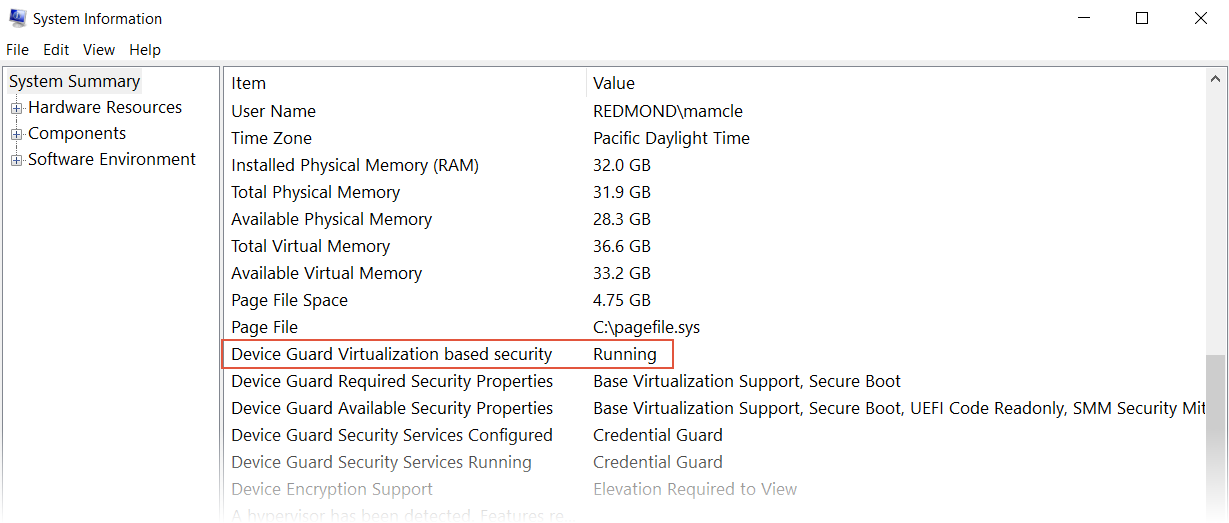 System Information
File Edit View Help
System Summary
Hardware Resources
Components
Software Environment
Item Value
User Name REDMOND\mamcle
Time Zone Pacific Daylight Time
Installed Physical Memory (RAM) 32.0 GB
Total Physical Memory 31.9 GB
Available Physical Memory 28.3 GB
Total Virtual Memory 36.6 GB
Available Virtual Memory 33.2 GB
Page File Space 4.75 GB
Page File C:\pagefile.sys
Device Guard Virtualization based security Running
Device Guard Required Security Properties Base Virtualization Support, Secure Boot
Device Guard Available Security Properties Base Virtualization Support, Secure Boot, UEFI Code Readonly, SMM Security Mit
Device Guard Security Services Configured Credential Guard
Device Guard Security Services Running Credential Guard
Device Encryption Support Elevation Required to View
A hypervisor has been detected. Features re...